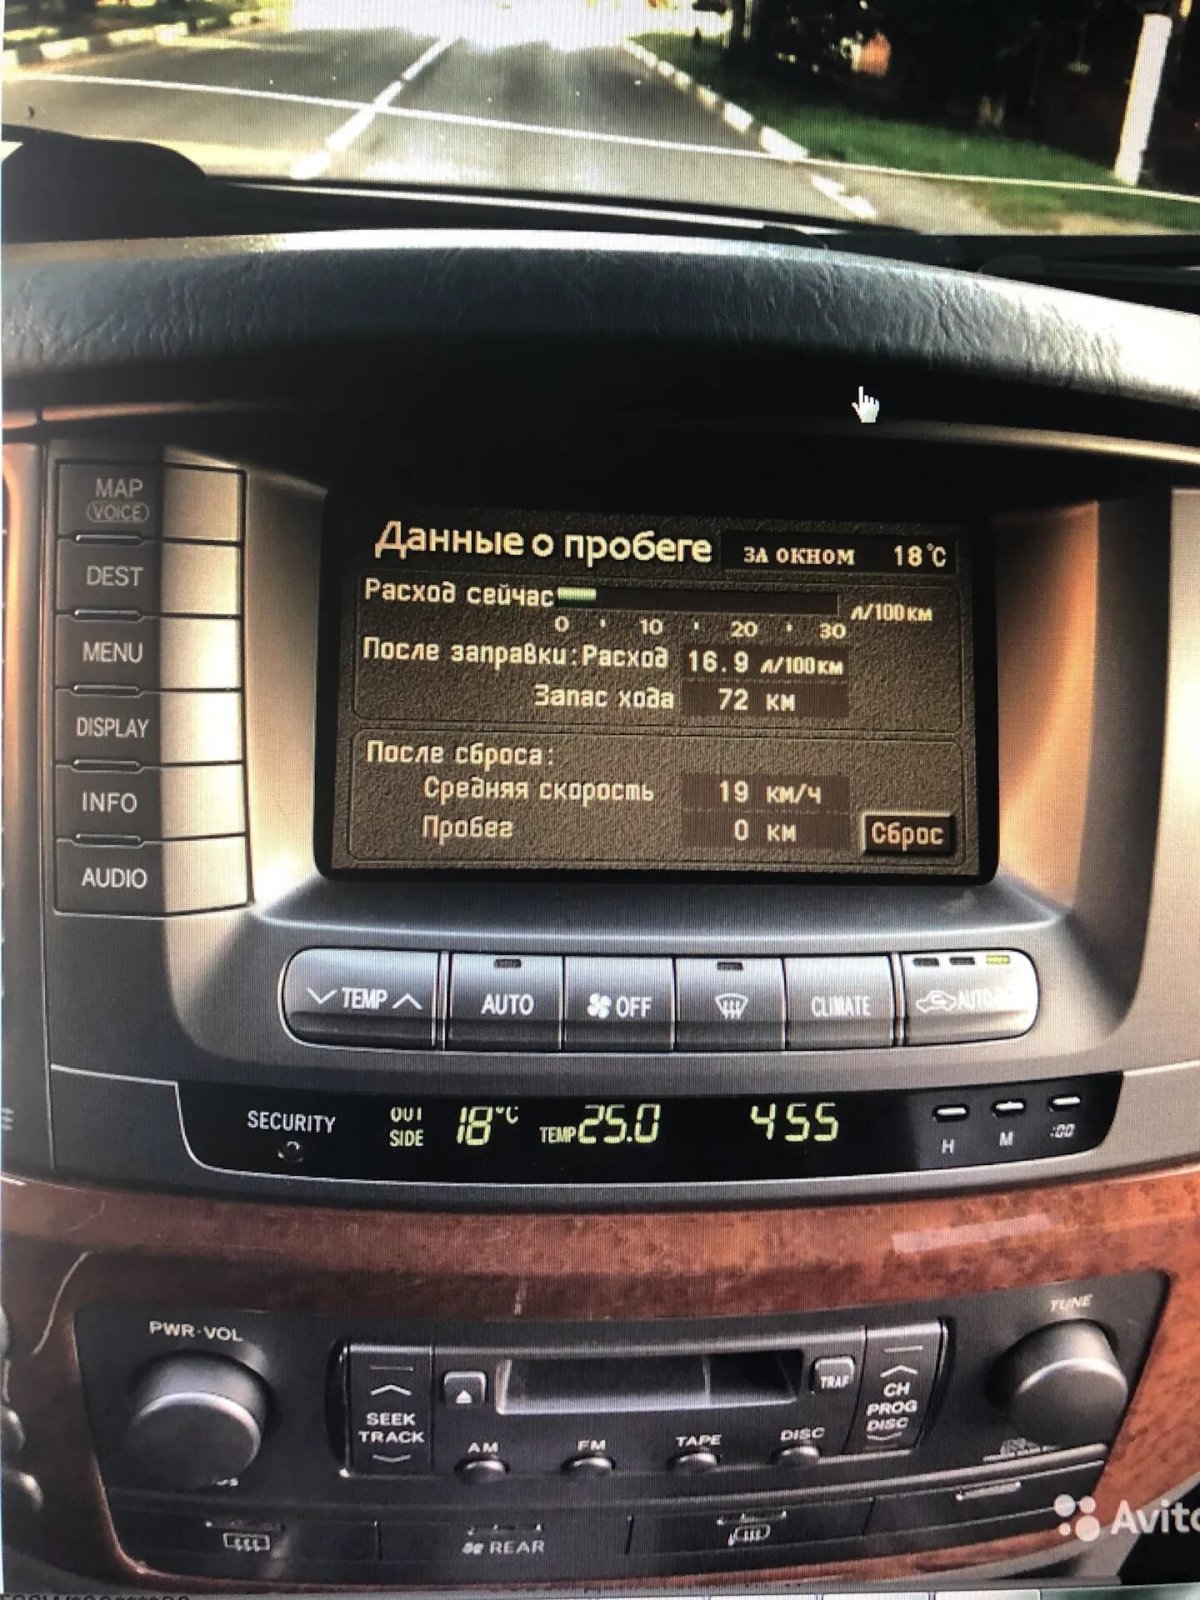 MAP
VOICE
DEST
MENU
DISPLAY
INFO
AUDIO
Данные о пробеге ЗА ОКНОМ 18°C
Расход сейчас л/100км
0 10 20 30
После заправки:Расход 16.9 л/100км
Запас хода 72 км
После сброса:
Средняя скорость 19 км/ч
Пробег 0 км Сброс
TEMP AUTO OFF CLIMATE AUTO
SECURITY OUT SIDE 18°C TEMP 25.0 4 55 H M :00
PWR·VOL TUNE
SEEK TRACK TRAF CH PROG DISC
AM FM TAPE DISC
REAR
Avito